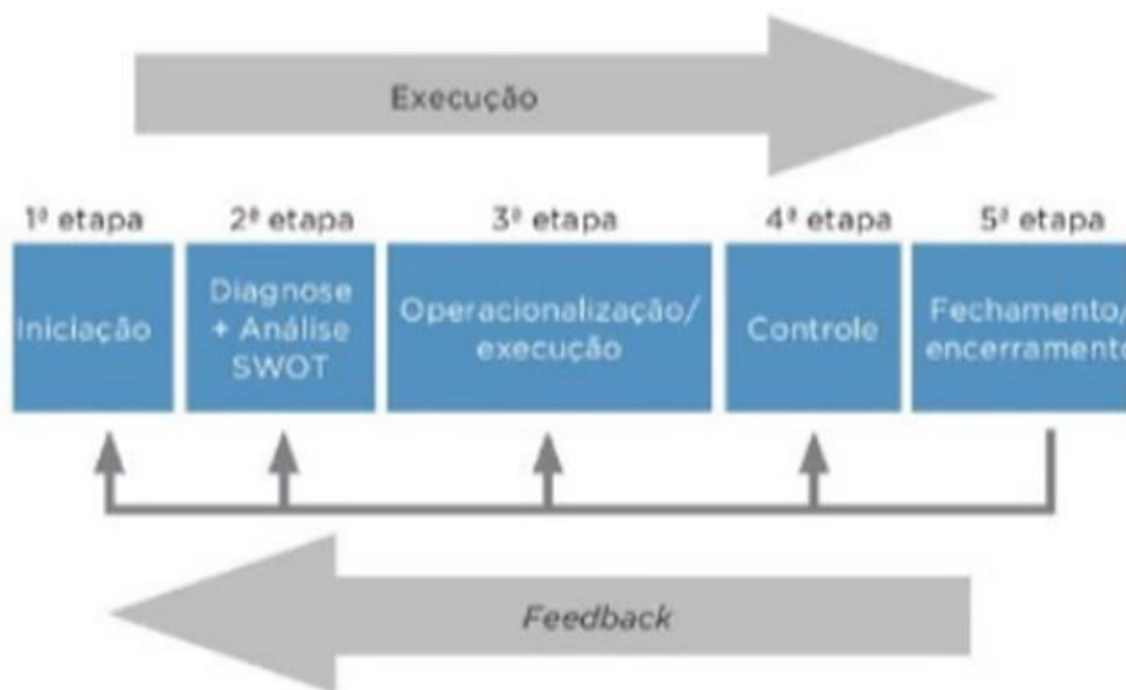 Execução
1ª etapa
2ª etapa
3ª etapa
4ª etapa
5ª etapa
Iniciação
Diagnose
+ Análise
SWOT
Operacionalização/
execução
Controle
Fechamento/
encerramento
Feedback